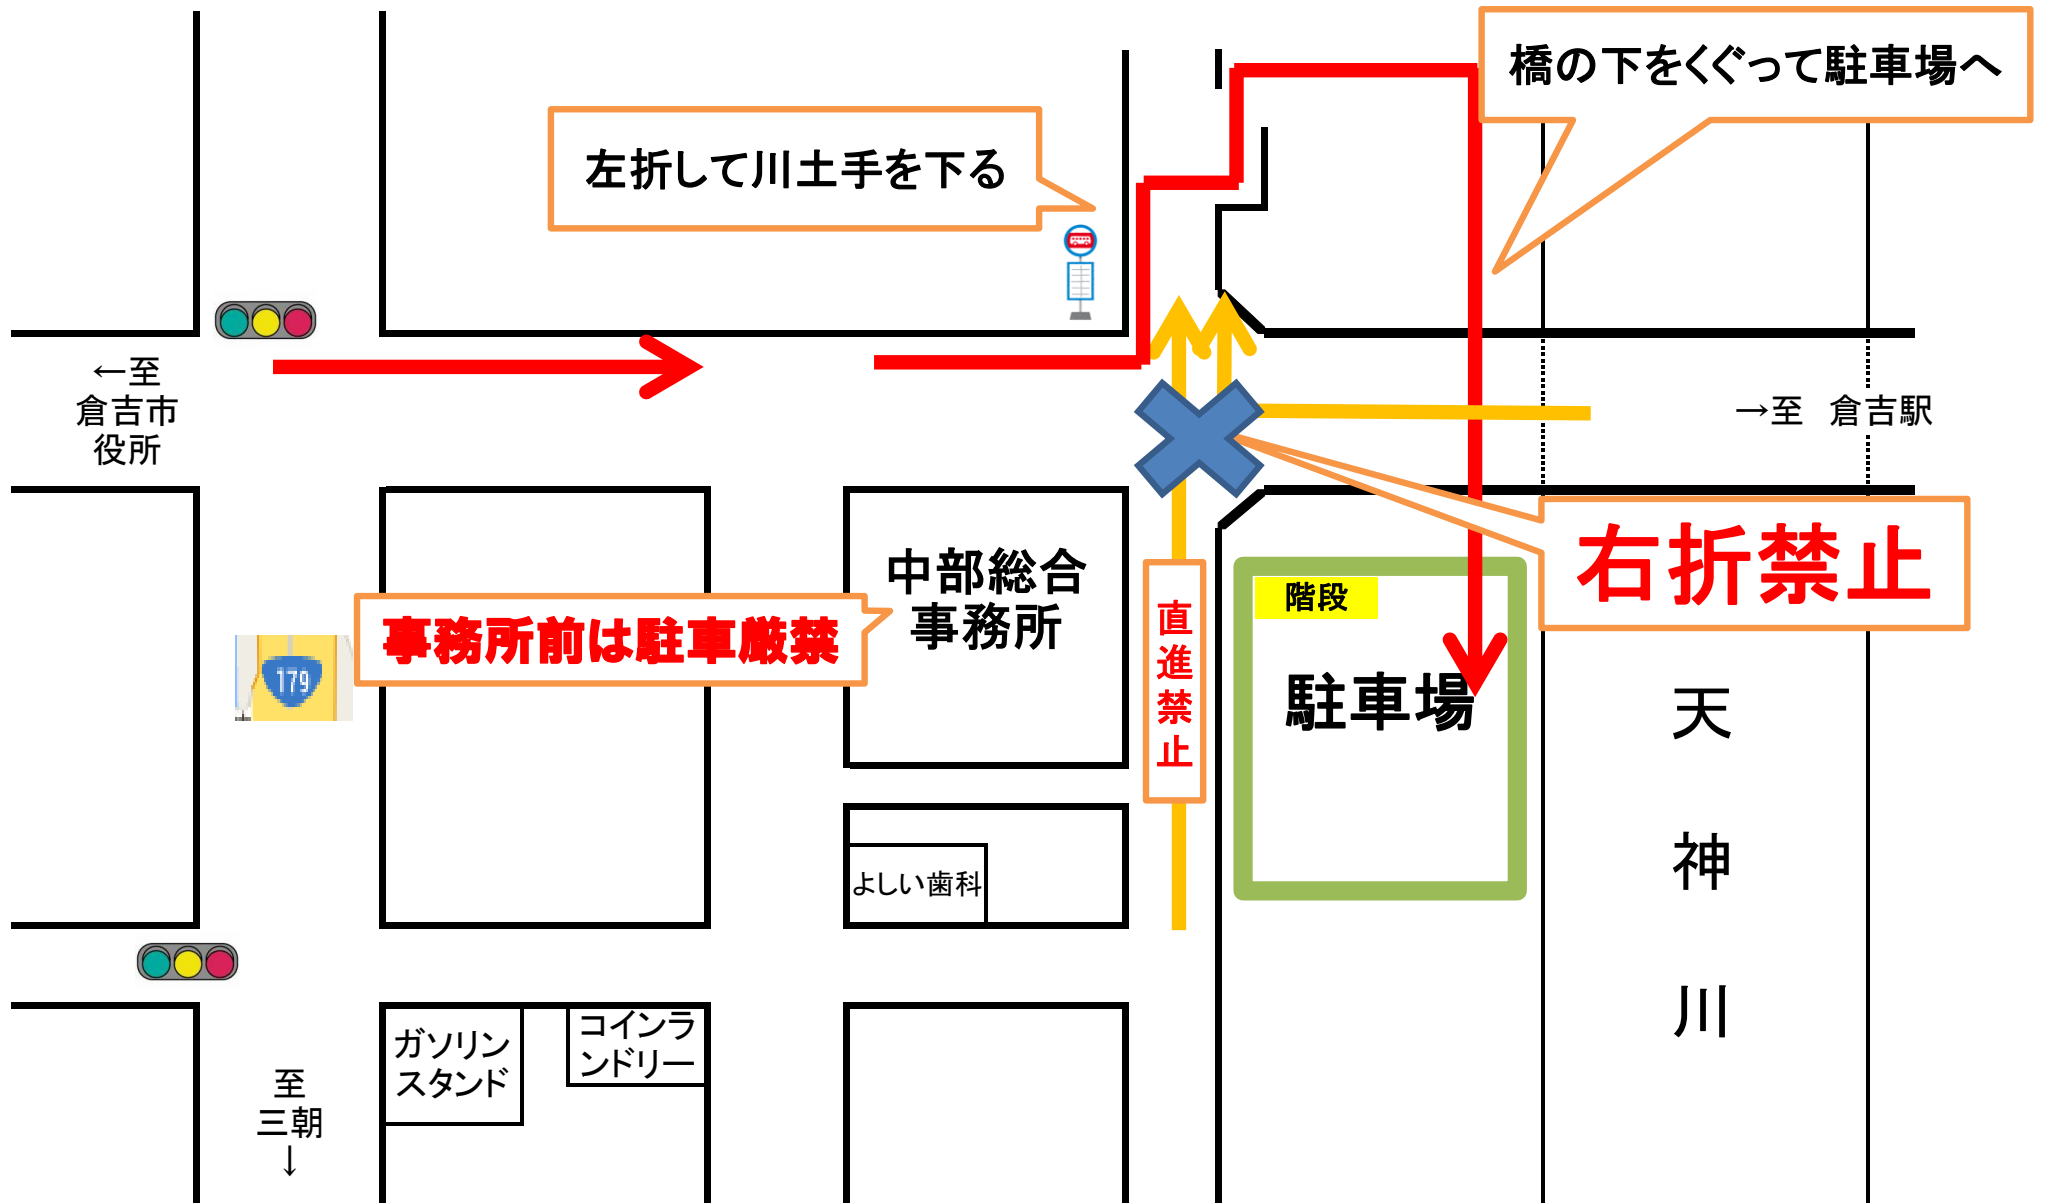 橋の下をくぐって駐車場へ
左折して川土手を下る
←至
倉吉市
役所
→至 倉吉駅
右折禁止
中部総合
事務所
事務所前は駐車厳禁
179
直進禁止
階段
駐車場
天神川
よしい歯科
ガソリン
スタンド
コインラ
ンドリー
至
三朝
↓